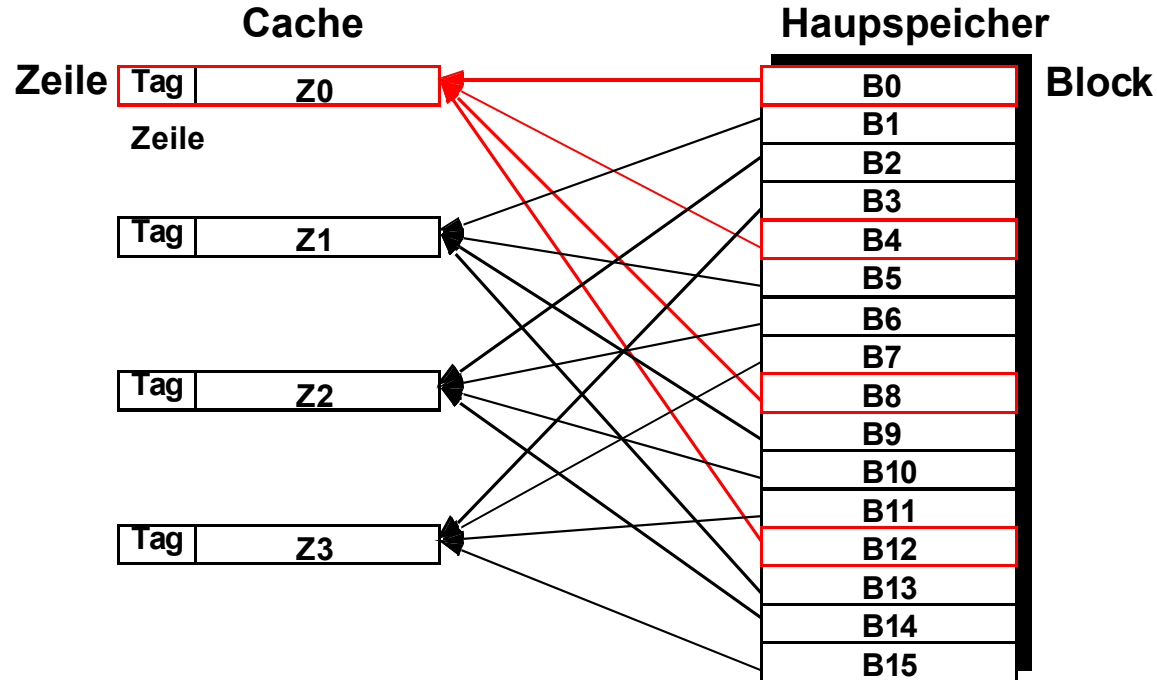 Cache
Haupspeicher
Zeile
Tag
Z0
Zeile
Tag
Z1
Tag
Z2
Tag
Z3
Block
B0
B1
B2
B3
B4
B5
B6
B7
B8
B9
B10
B11
B12
B13
B14
B15